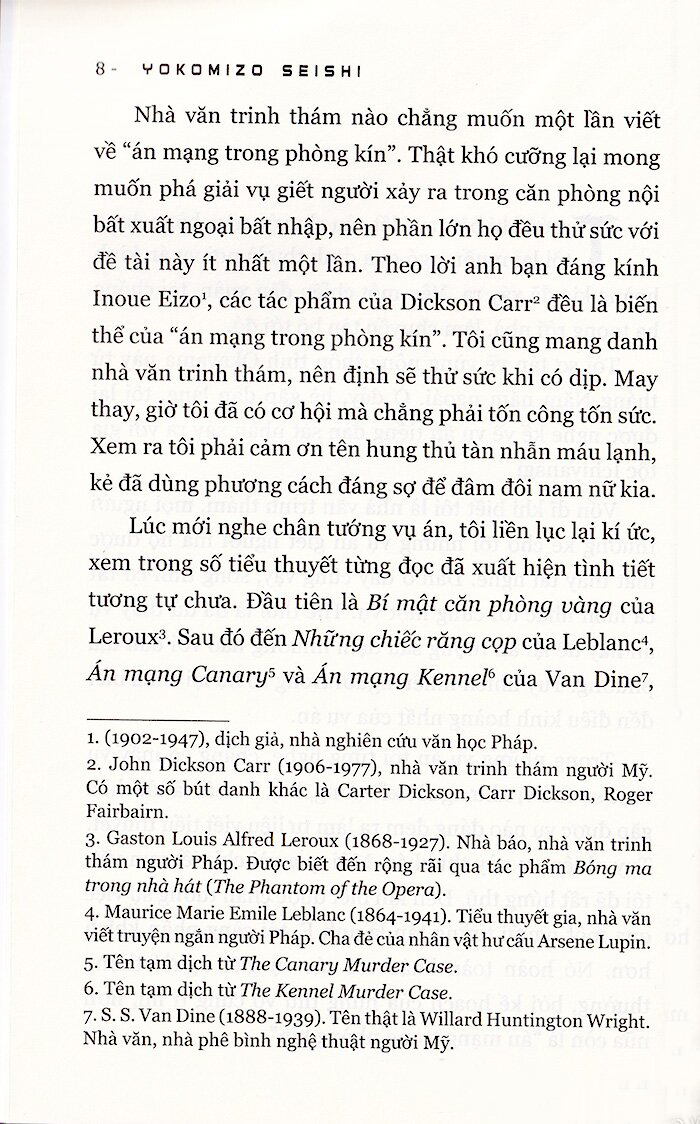 8 - YOKOMIZO SEISHI
Nhà văn trinh thám nào chẳng muốn một lần viết
về “án mạng trong phòng kín”. Thật khó cưỡng lại mong
muốn phá giải vụ giết người xảy ra trong căn phòng nội
bất xuất ngoại bất nhập, nên phần lớn họ đều thử sức với
đề tài này ít nhất một lần. Theo lời anh bạn đáng kính
Inoue Eizo¹, các tác phẩm của Dickson Carr² đều là biến
thể của “án mạng trong phòng kín”. Tôi cũng mang danh
nhà văn trinh thám, nên định sẽ thử sức khi có dịp. May
thay, giờ tôi đã có cơ hội mà chẳng phải tốn công tốn sức.
Xem ra tôi phải cảm ơn tên hung thủ tàn nhẫn máu lạnh,
kẻ đã dùng phương cách đáng sợ để đâm đôi nam nữ kia.
Lúc mới nghe chân tướng vụ án, tôi liền lục lại kí ức,
xem trong số tiểu thuyết từng đọc đã xuất hiện tình tiết
tương tự chưa. Đầu tiên là Bí mật căn phòng vàng của
Leroux³. Sau đó đến Những chiếc răng cọp của Leblanc⁴,
Án mạng Canary⁵ và Án mạng Kennel⁶ của Van Dine⁷,
1. (1902-1947), dịch giả, nhà nghiên cứu văn học Pháp.
2. John Dickson Carr (1906-1977), nhà văn trinh thám người Mỹ.
Có một số bút danh khác là Carter Dickson, Carr Dickson, Roger
Fairbairn.
3. Gaston Louis Alfred Leroux (1868-1927). Nhà báo, nhà văn trinh
thám người Pháp. Được biết đến rộng rãi qua tác phẩm Bóng ma
trong nhà hát (The Phantom of the Opera).
4. Maurice Marie Emile Leblanc (1864-1941). Tiểu thuyết gia, nhà văn
viết truyện ngắn người Pháp. Cha đẻ của nhân vật hư cấu Arsene Lupin.
5. Tên tạm dịch từ The Canary Murder Case.
6. Tên tạm dịch từ The Kennel Murder Case.
7. S. S. Van Dine (1888-1939). Tên thật là Willard Huntington Wright.
Nhà văn, nhà phê bình nghệ thuật người Mỹ.